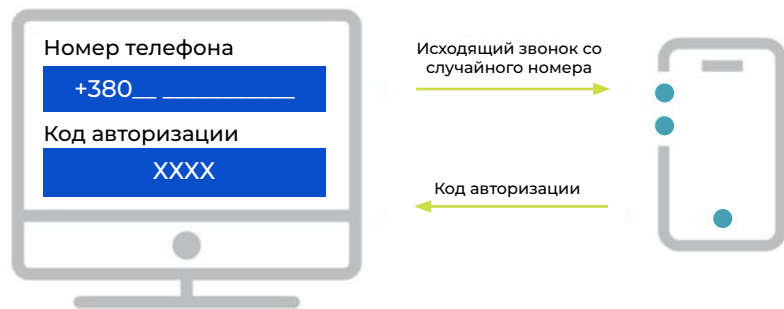 Номер телефона
+380__ ___________
Код авторизации
XXXX
Исходящий звонок со
случайного номера
Код авторизации